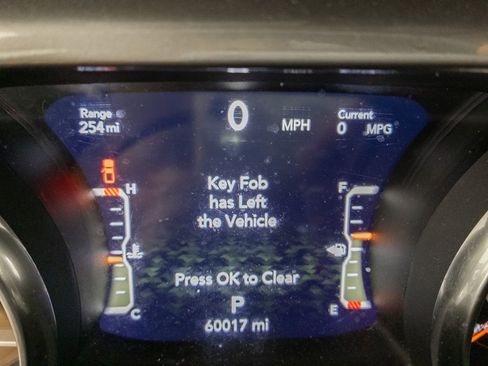 Range
254 mi
0 MPH
Current
0 MPG
H
F
Key Fob
has Left
the Vehicle
Press OK to Clear
C
P
E
60017 mi